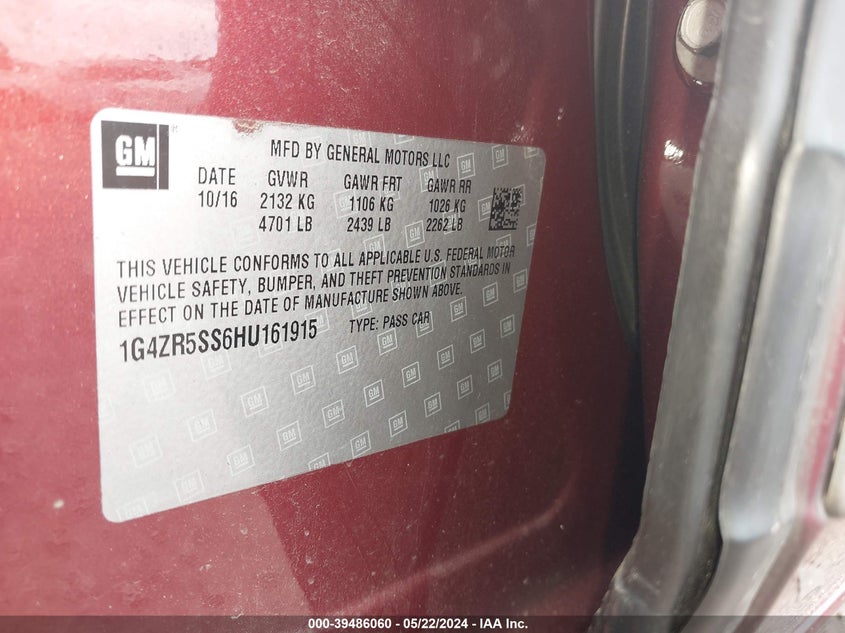 GM
MFD BY GENERAL MOTORS LLC
DATE GVWR GAWR FRT GAWR RR
10/16 2132 KG 1106 KG 1026 KG
4701 LB 2439 LB 2262 LB
THIS VEHICLE CONFORMS TO ALL APPLICABLE U.S. FEDERAL MOTOR
VEHICLE SAFETY, BUMPER, AND THEFT PREVENTION STANDARDS IN
EFFECT ON THE DATE OF MANUFACTURE SHOWN ABOVE.
1G4ZR5SS6HU161915 TYPE: PASS CAR
000-39486060 - 05/22/2024 - IAA Inc.